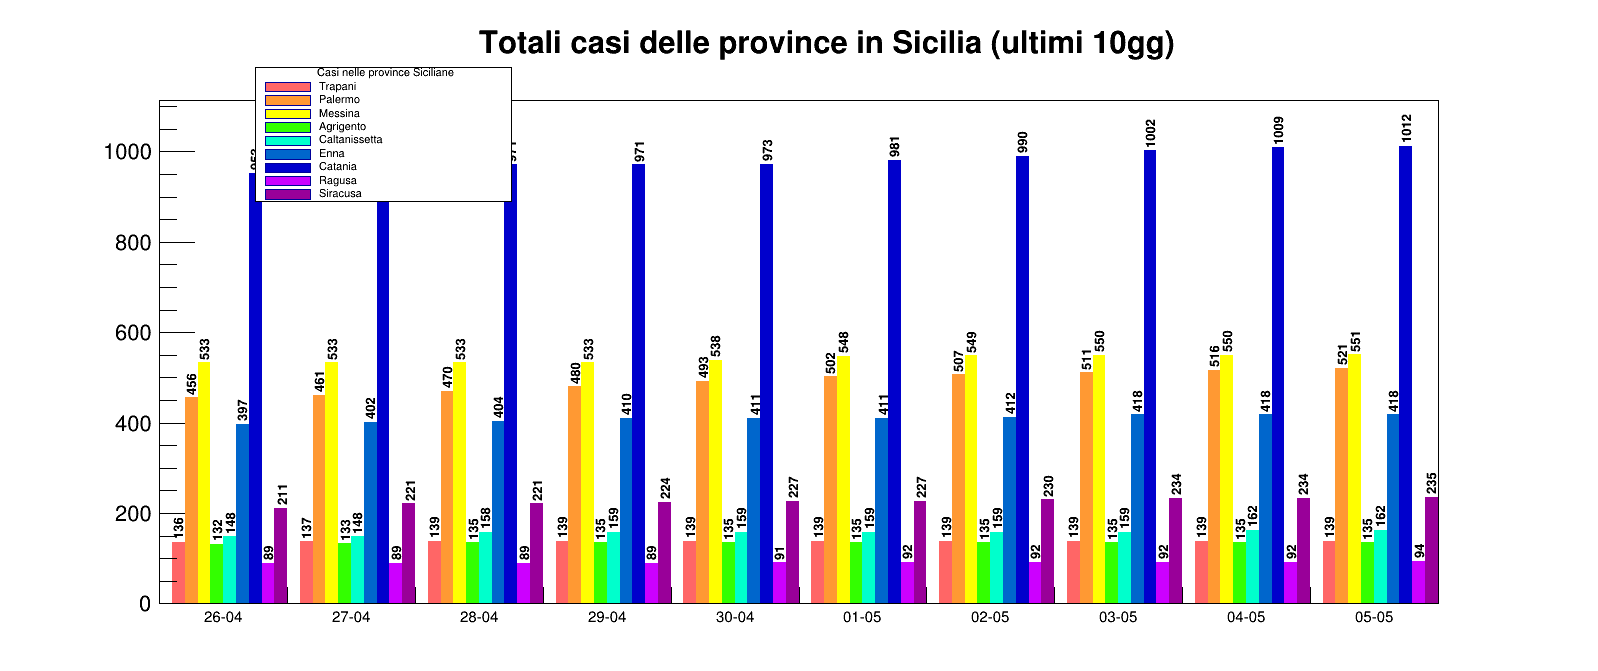 Totali casi delle province in Sicilia (ultimi 10gg)
Casi nelle province Siciliane
Trapani
Palermo
Messina
Agrigento
Caltanissetta
Enna
Catania
Ragusa
Siracusa
1000
800
600
400
200
0
136 456 533 132 148 397 89 211
137 461 533 133 148 402 89 221
139 470 533 135 158 404 971 89 221
139 480 533 135 159 410 971 89 224
139 493 538 135 159 411 973 91 227
139 502 548 135 159 411 981 92 227
139 507 549 135 159 412 990 92 230
139 511 550 135 159 418 1002 92 234
139 516 550 135 162 418 1009 92 234
139 521 551 135 162 418 1012 94 235
26-04 27-04 28-04 29-04 30-04 01-05 02-05 03-05 04-05 05-05